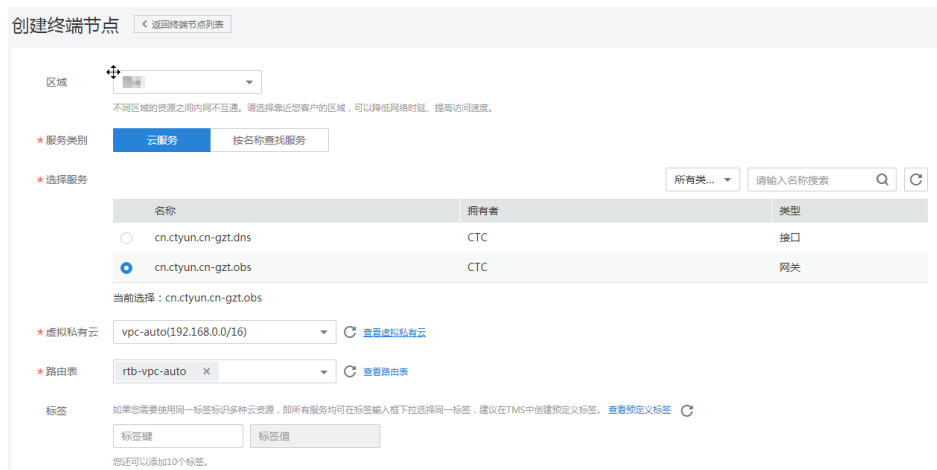 创建终端节点 < 返回终端节点列表
区域
不同区域的资源之间内网不互通。请选择靠近您客户的区域，可以降低网络时延、提高访问速度。
* 服务类别 云服务 按名称查找服务
* 选择服务 所有类... 请输入名称搜索
名称 拥有者 类型
cn.ctyun.cn-gzt.dns CTC 接口
cn.ctyun.cn-gzt.obs CTC 网关
当前选择：cn.ctyun.cn-gzt.obs
* 虚拟私有云 vpc-auto(192.168.0.0/16) 查看虚拟私有云
* 路由表 rtb-vpc-auto × 查看路由表
标签 如果您需要使用同一标签标识多种云资源，即所有服务均可在标签输入框下拉选择同一标签，建议在TMS中创建预定义标签。 查看预定义标签
标签键 标签值
您还可以添加10个标签。